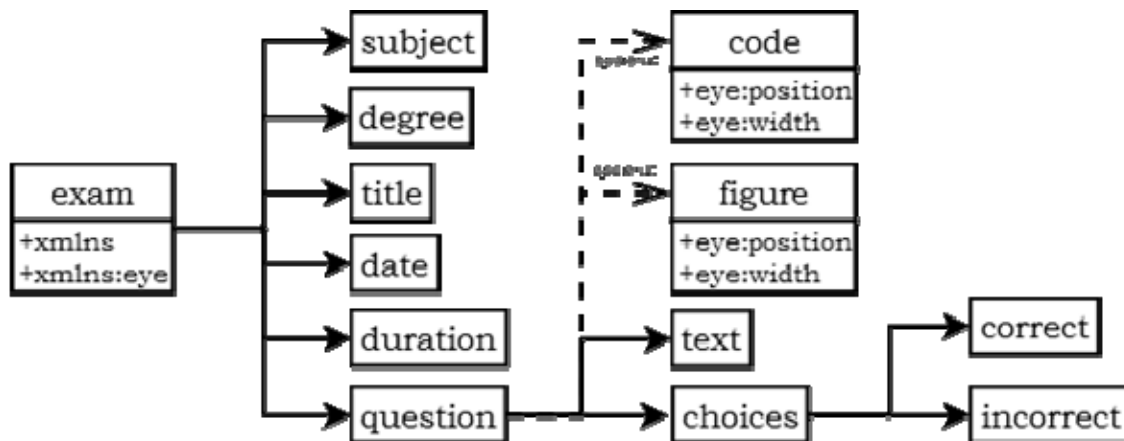 exam
+xmlns
+xmlns:eye
subject
degree
title
date
duration
question
code
+eye:position
+eye:width
figure
+eye:position
+eye:width
text
choices
correct
incorrect